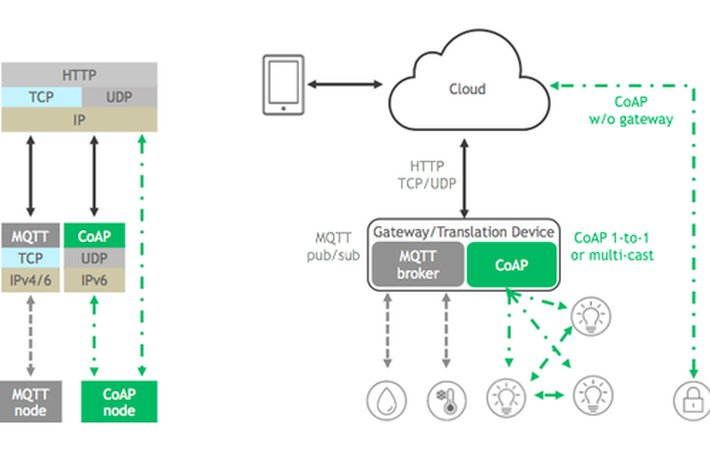 HTTP
TCP UDP
IP
MQTT CoAP
TCP UDP
IPv4/6 IPv6
MQTT
node
CoAP
node
Cloud
CoAP
w/o gateway
HTTP
TCP/UDP
MQTT
pub/sub
Gateway/Translation Device
MQTT
broker
CoAP
CoAP 1-to-1
or multi-cast